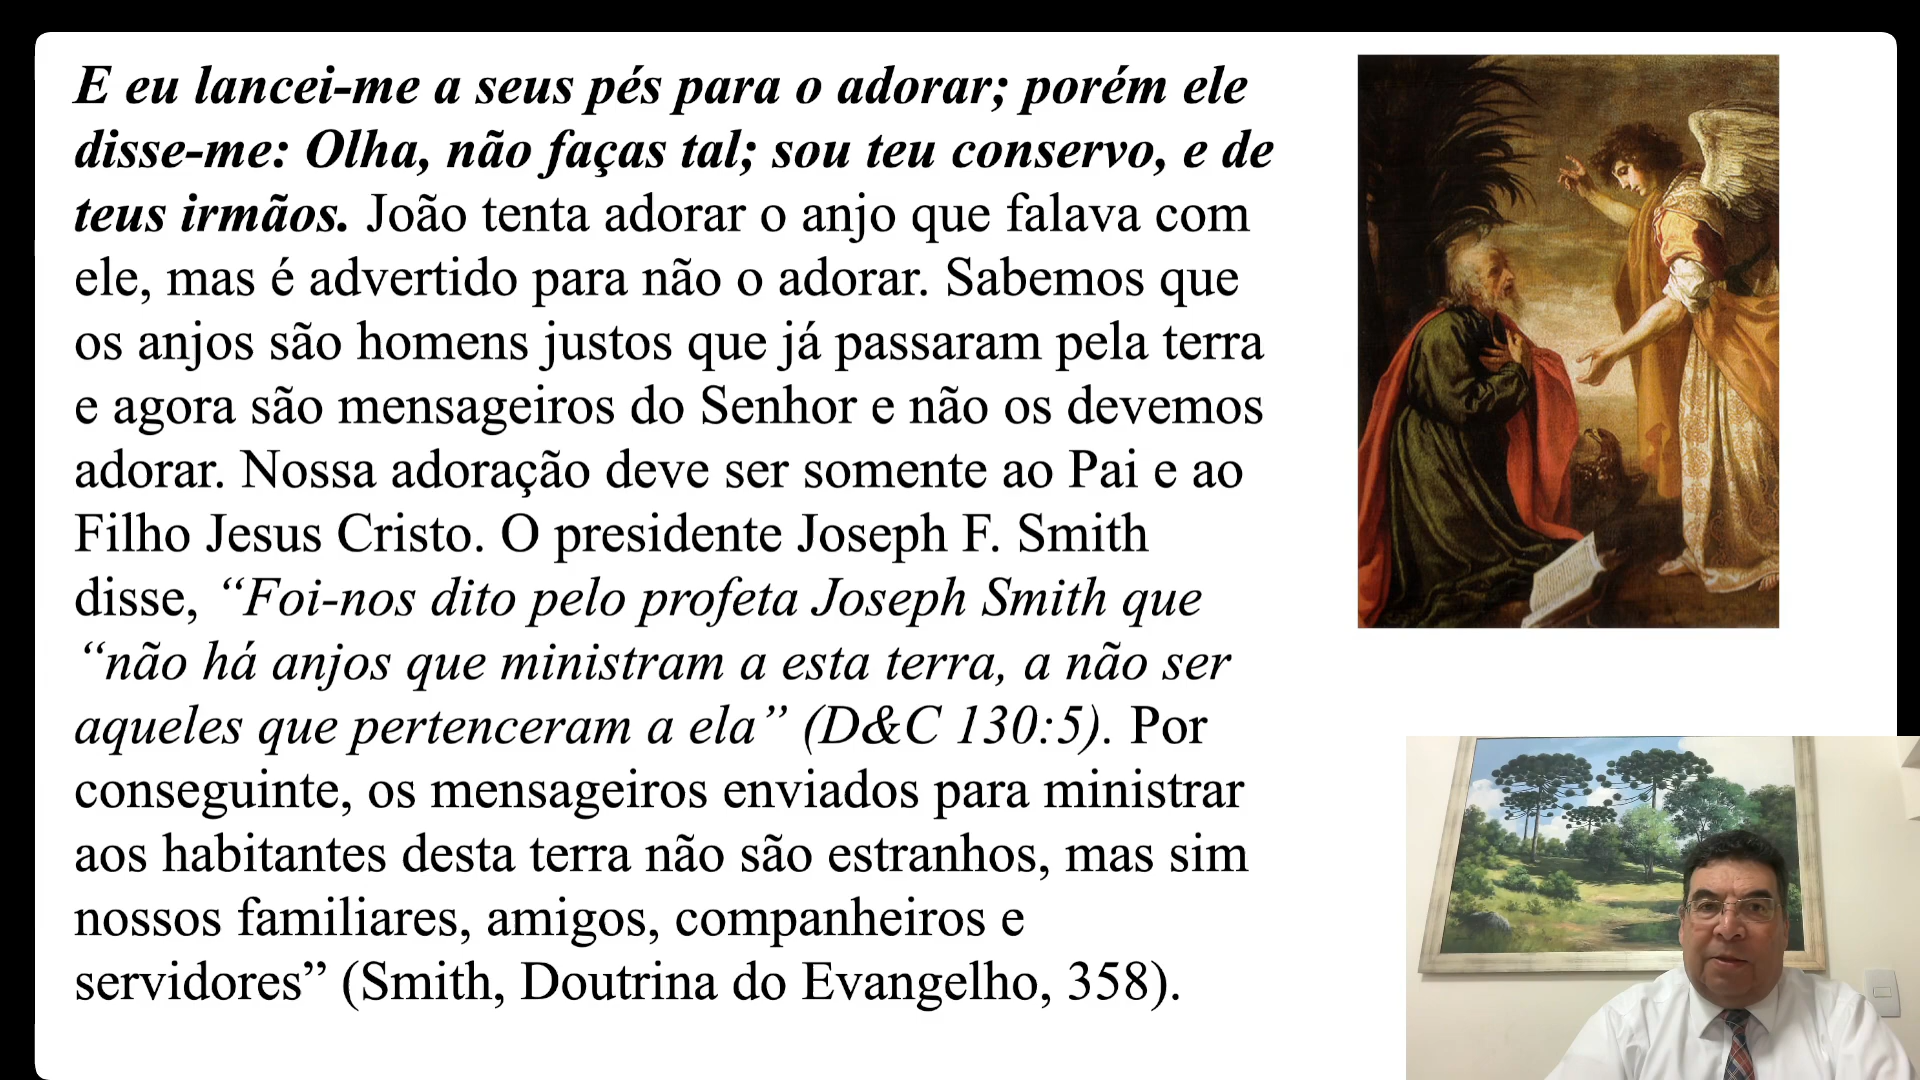 E eu lancei-me a seus pés para o adorar; porém ele
disse-me: Olha, não faças tal; sou teu conservo, e de
teus irmãos. João tenta adorar o anjo que falava com
ele, mas é advertido para não o adorar. Sabemos que
os anjos são homens justos que já passaram pela terra
e agora são mensageiros do Senhor e não os devemos
adorar. Nossa adoração deve ser somente ao Pai e ao
Filho Jesus Cristo. O presidente Joseph F. Smith
disse, “Foi-nos dito pelo profeta Joseph Smith que
“não há anjos que ministram a esta terra, a não ser
aqueles que pertenceram a ela” (D&C 130:5). Por
conseguinte, os mensageiros enviados para ministrar
aos habitantes desta terra não são estranhos, mas sim
nossos familiares, amigos, companheiros e
servidores” (Smith, Doutrina do Evangelho, 358).